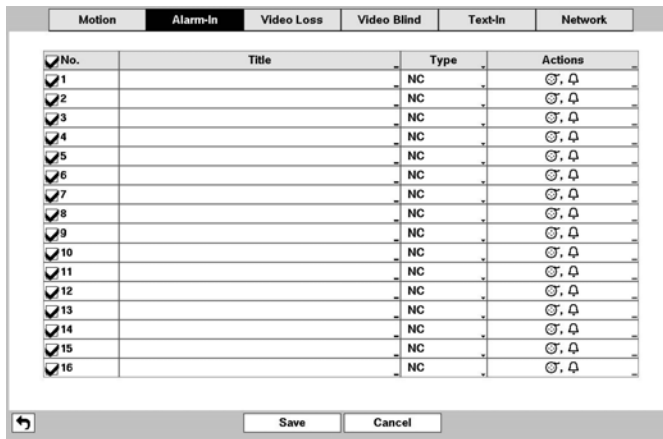 Motion Alarm-In Video Loss Video Blind Text-In Network
No. Title Type Actions
1 NC
2 NC
3 NC
4 NC
5 NC
6 NC
7 NC
8 NC
9 NC
10 NC
11 NC
12 NC
13 NC
14 NC
15 NC
16 NC
Save Cancel